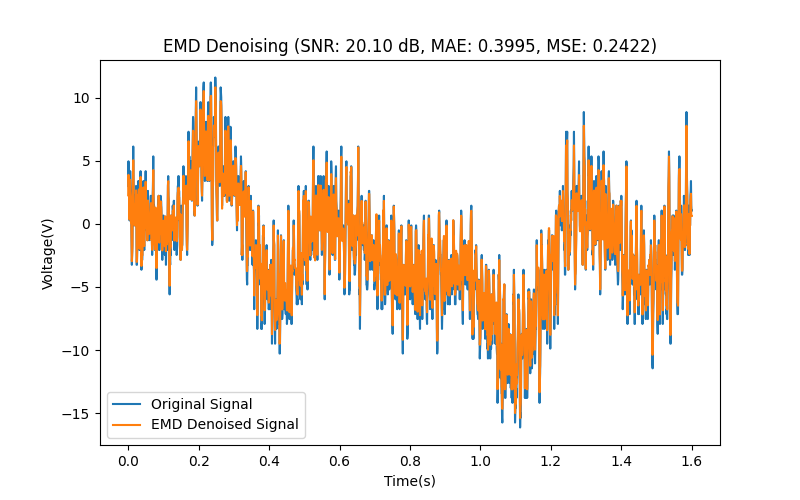 EMD Denoising (SNR: 20.10 dB, MAE: 0.3995, MSE: 0.2422)
10
5
0
−5
−10
−15
Voltage(V)
Original Signal
EMD Denoised Signal
0.0 0.2 0.4 0.6 0.8 1.0 1.2 1.4 1.6
Time(s)